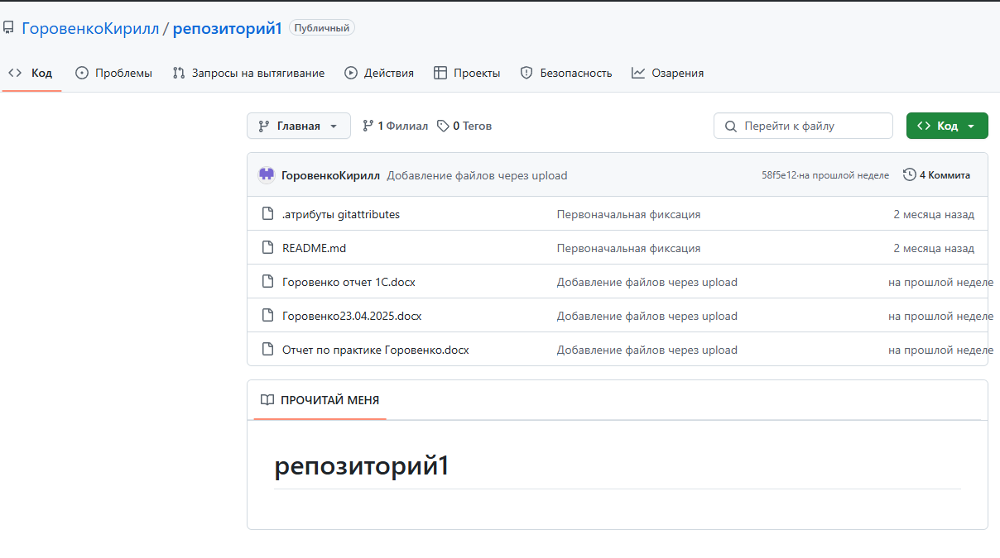 ГоровенкоКирилл / репозиторий1 Публичный
Код Проблемы Запросы на вытягивание Действия Проекты Безопасность Озарения
Главная 1 Филиал 0 Тегов Перейти к файлу Код
ГоровенкоКирилл Добавление файлов через upload 58f5e12·на прошлой неделе 4 Коммита
.атрибуты gitattributes Первоначальная фиксация 2 месяца назад
README.md Первоначальная фиксация 2 месяца назад
Горовенко отчет 1С.docx Добавление файлов через upload на прошлой неделе
Горовенко23.04.2025.docx Добавление файлов через upload на прошлой неделе
Отчет по практике Горовенко.docx Добавление файлов через upload на прошлой неделе
ПРОЧИТАЙ МЕНЯ
репозиторий1